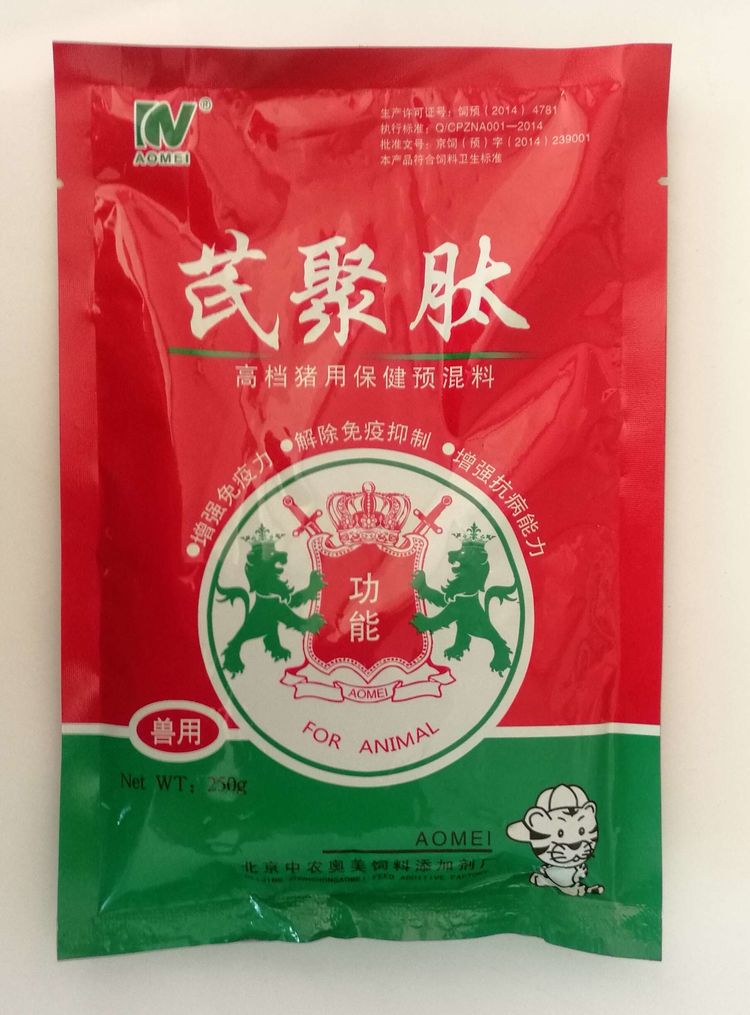 AOMEI
®
生产许可证号：饲预（2014）4781
执行标准：Q/CPZNA001—2014
批准文号：京饲（预）字（2014）239001
本产品符合饲料卫生标准
芪聚肽
高档猪用保健预混料
●增强免疫力 ●解除免疫抑制 ●增强抗病能力
功能
AOMEI
FOR ANIMAL
兽用
Net WT：250g
AOMEI
北京中农奥美饲料添加剂厂
FEED ADDITIVE FACTORY